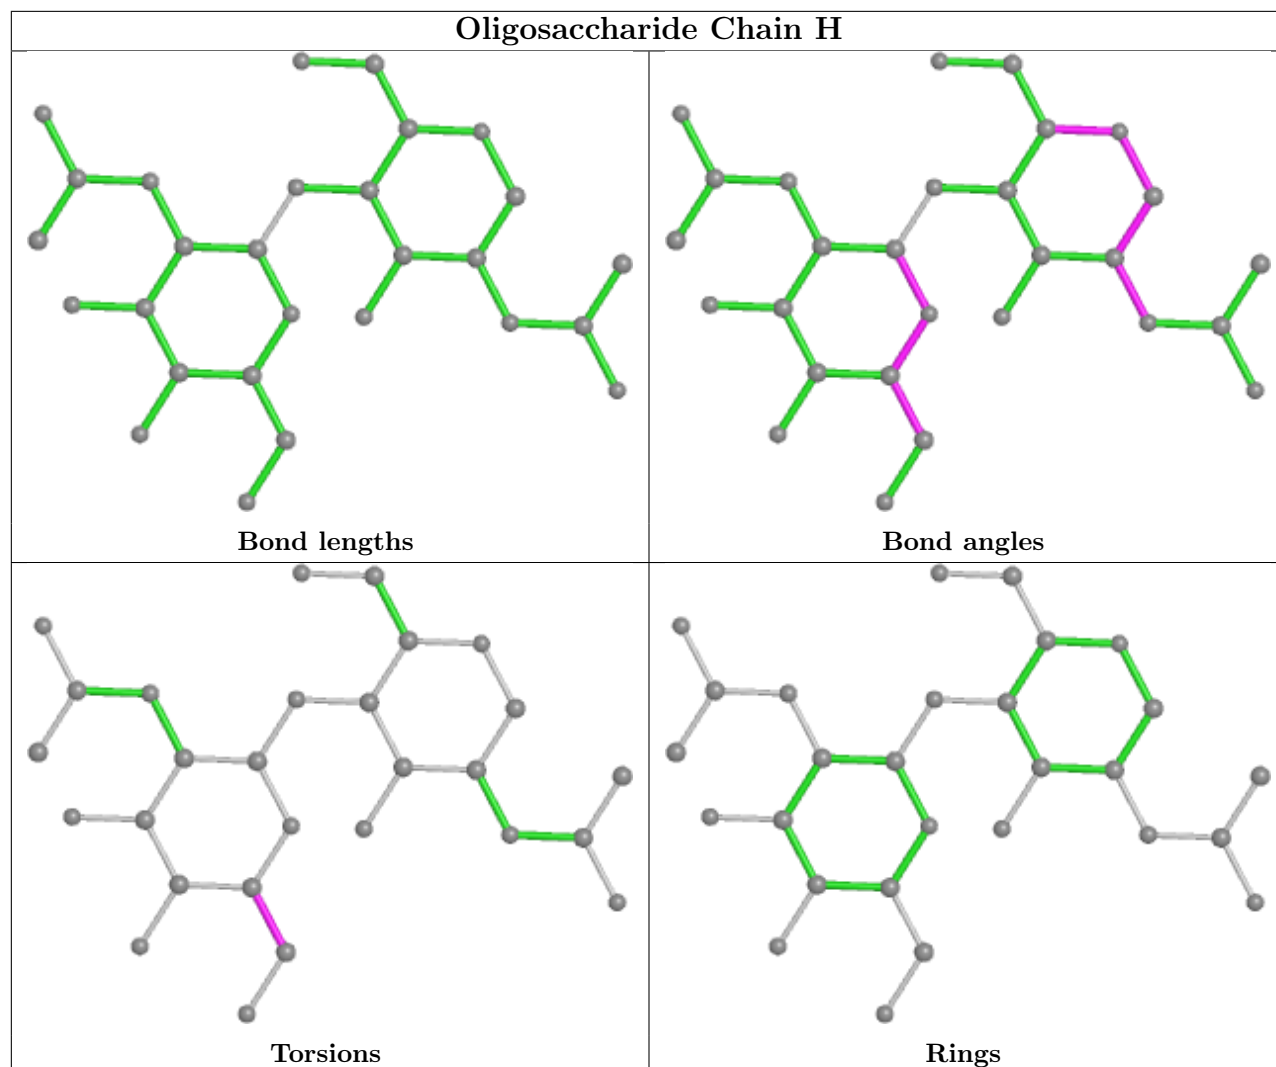 Oligosaccharide Chain H
Bond lengths
Bond angles
Torsions
Rings